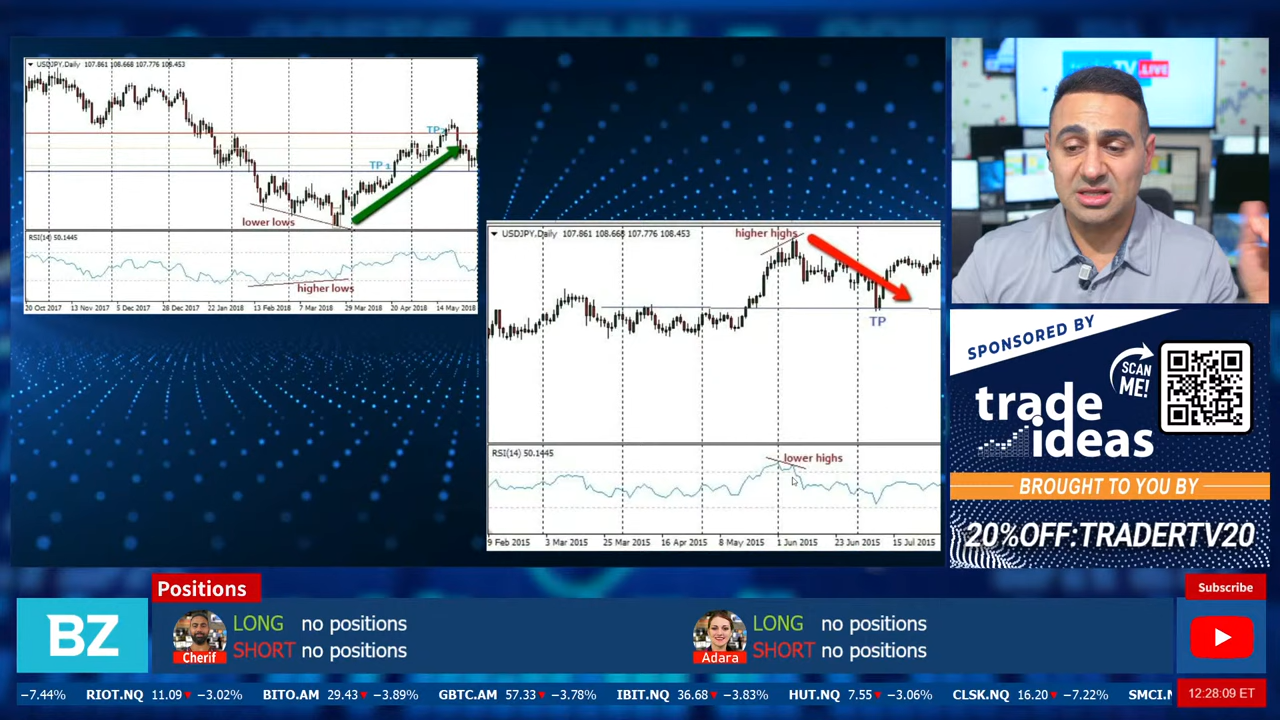 USDJPY,Daily 107.861 108.668 107.776 108.453
TP 1
lower lows
RSI(14) 50.1445
higher lows
20 Oct 2017 13 Nov 2017 5 Dec 2017 22 Jan 2018 13 Feb 2018 7 Mar 2018 29 Mar 2018 20 Apr 2018 14 May 2018
USDJPY,Daily 107.861 108.668 107.776 108.453
higher highs
TP
RSI(14) 50.1445
lower highs
9 Feb 2015 3 Mar 2015 25 Mar 2015 16 Apr 2015 8 May 2015 1 Jun 2015 23 Jun 2015 15 Jul 2015
.LIVE
SPONSORED BY
SCAN
ME!
trade
ideas
BROUGHT TO YOU BY
20%OFF:TRADERTV20
Positions
Subscribe
BZ
LONG no positions
SHORT no positions
Cherif
LONG no positions
SHORT no positions
Adara
−7.44% RIOT.NQ 11.09 −3.02% BITO.AM 29.43 −3.89% GBTC.AM 57.33 −3.78% IBIT.NQ 36.68 −3.83% HUT.NQ 7.55 −3.06% CLSK.NQ 16.20 −7.22% SMCI.N
12:28:09 ET